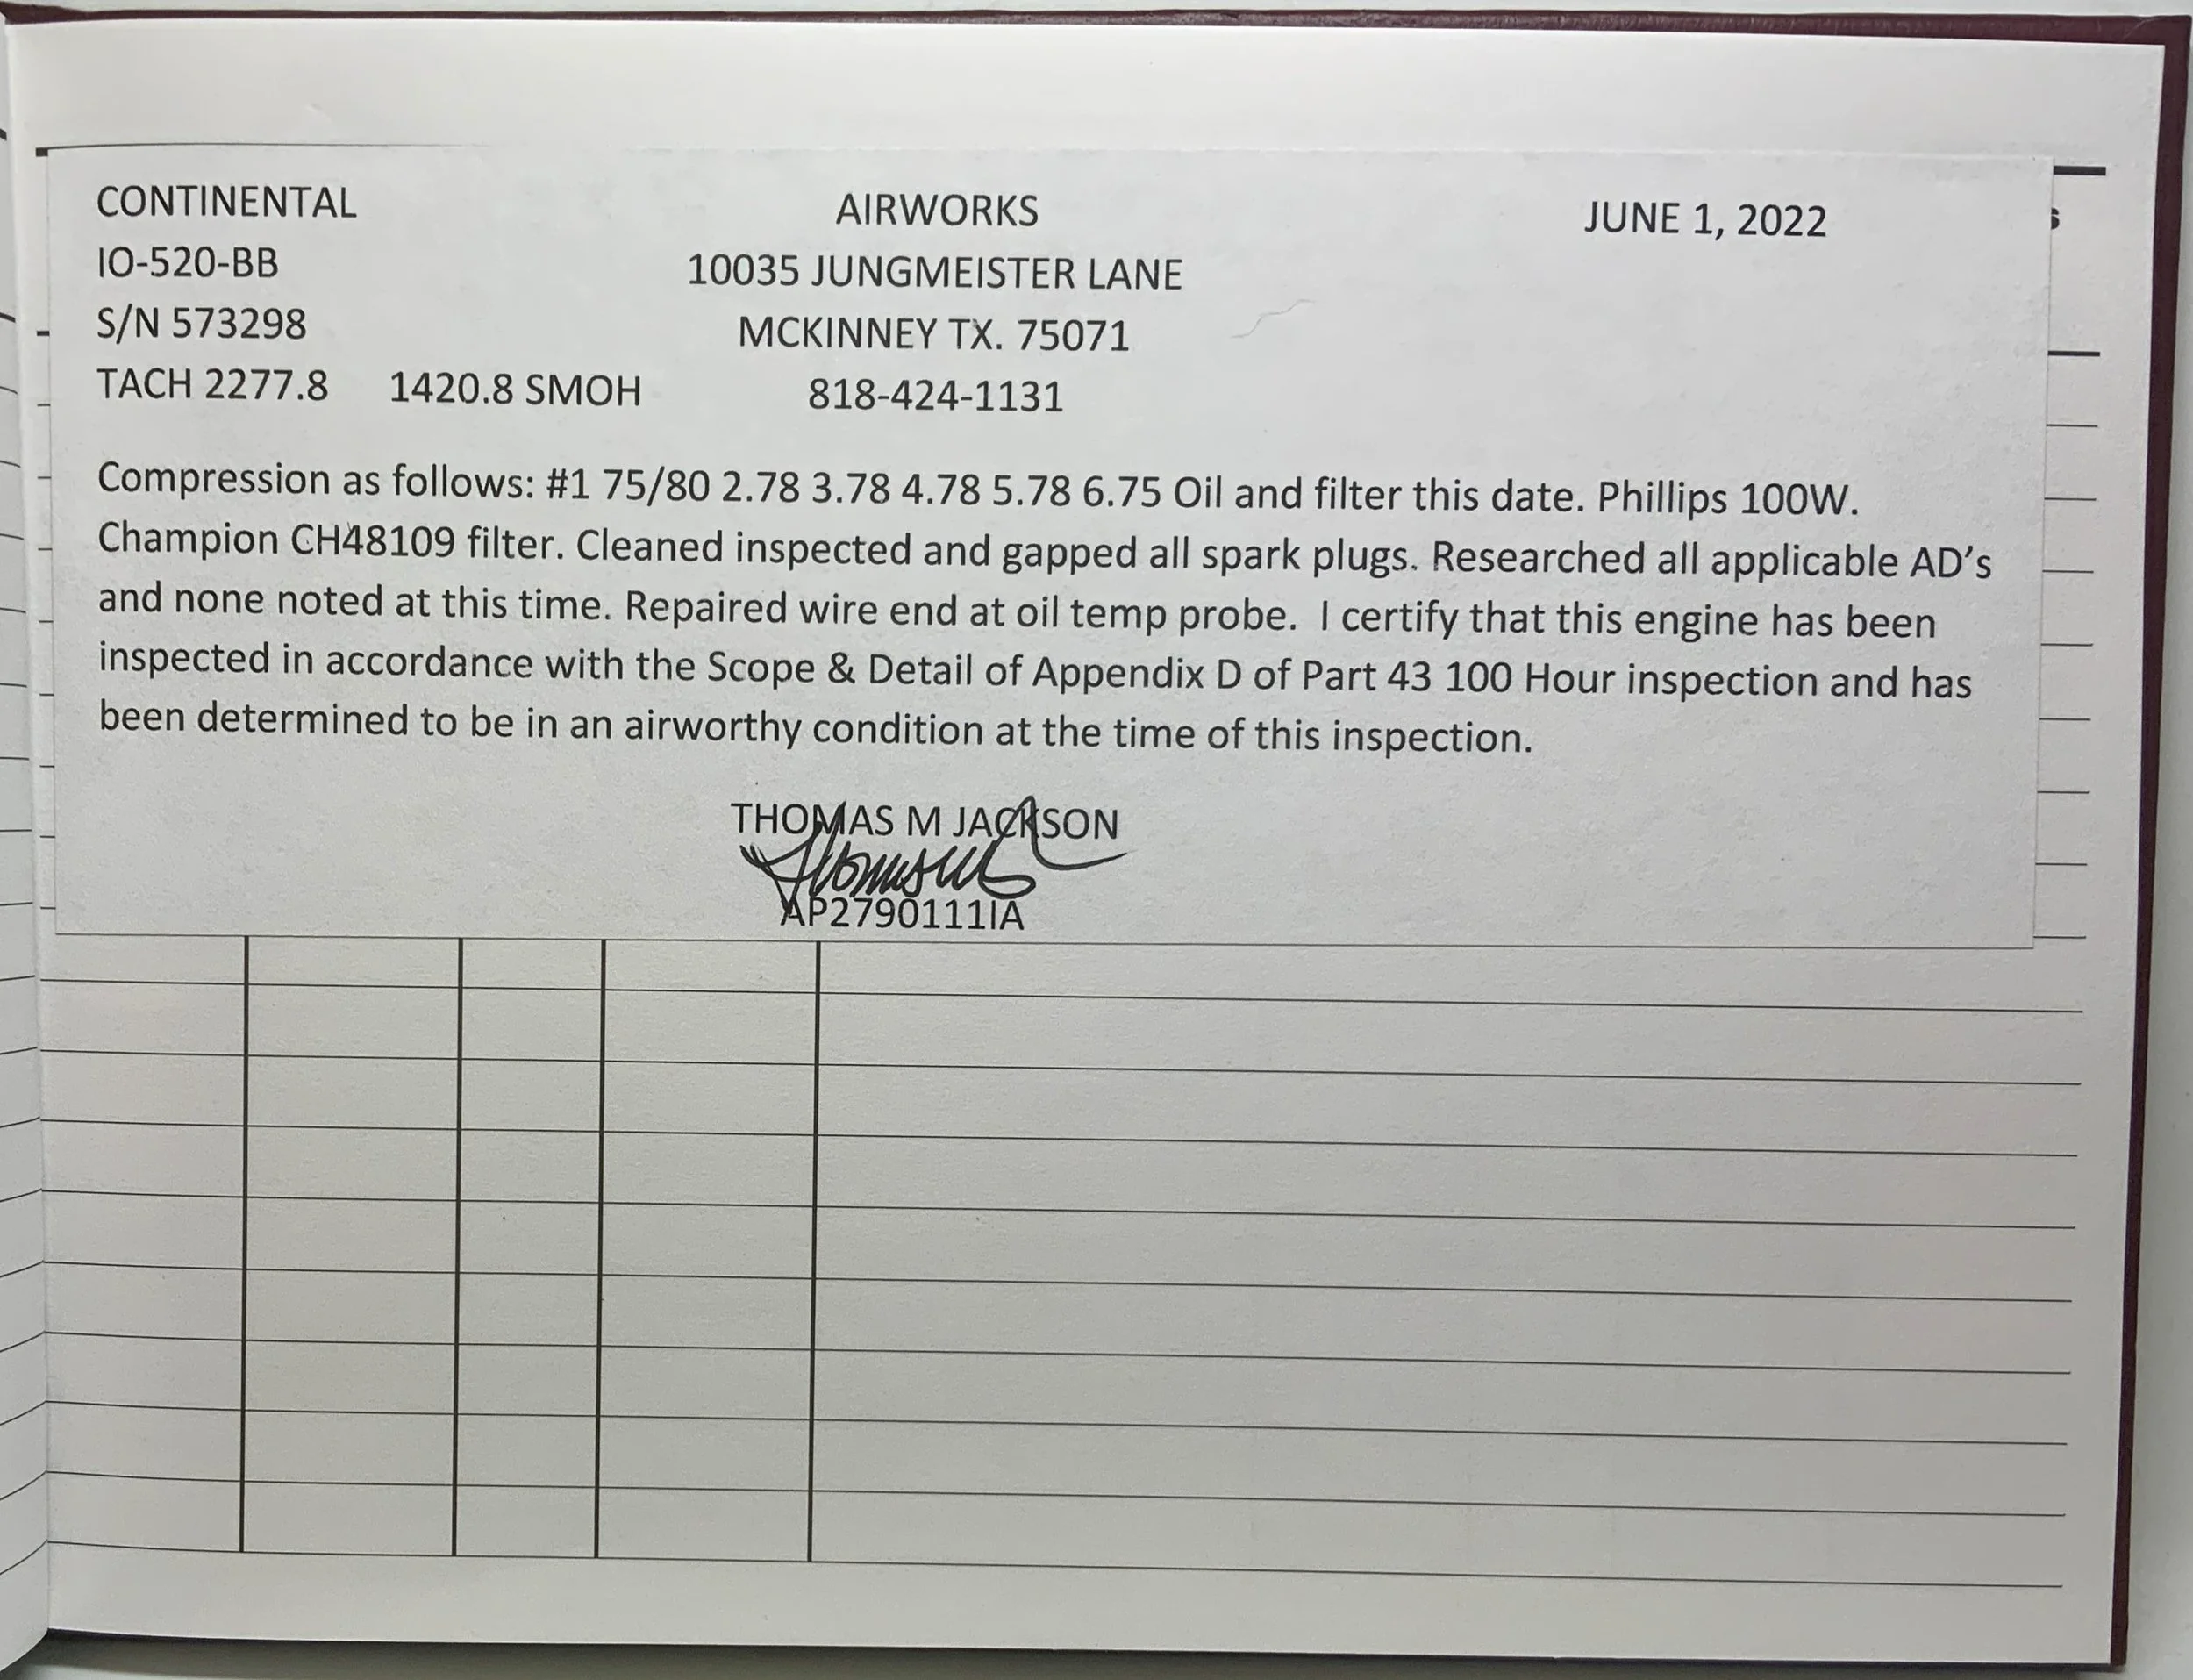 CONTINENTAL AIRWORKS JUNE 1, 2022
IO-520-BB 10035 JUNGMEISTER LANE
S/N 573298 MCKINNEY TX. 75071
TACH 2277.8 1420.8 SMOH 818-424-1131
Compression as follows: #1 75/80 2.78 3.78 4.78 5.78 6.75 Oil and filter this date. Phillips 100W.
Champion CH48109 filter. Cleaned inspected and gapped all spark plugs. Researched all applicable AD's
and none noted at this time. Repaired wire end at oil temp probe. I certify that this engine has been
inspected in accordance with the Scope & Detail of Appendix D of Part 43 100 Hour inspection and has
been determined to be in an airworthy condition at the time of this inspection.
THOMAS M JACKSON
AP2790111IA